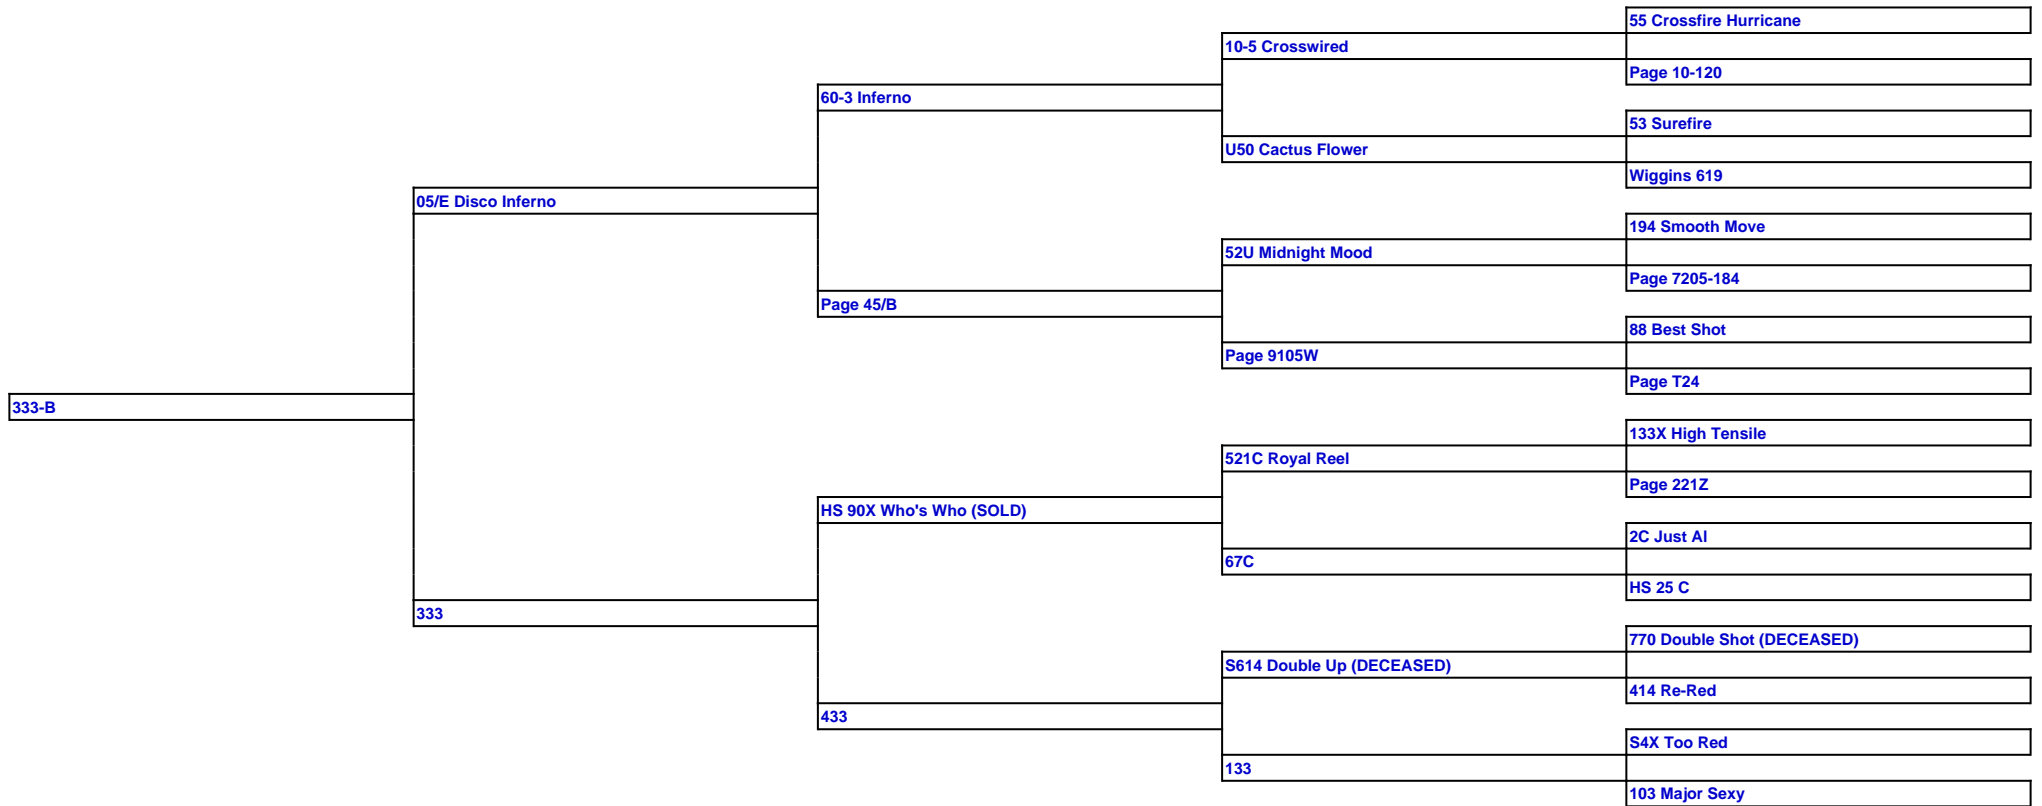 55 Crossfire Hurricane
10-5 Crosswired
Page 10-120
60-3 Inferno
53 Surefire
U50 Cactus Flower
Wiggins 619
05/E Disco Inferno
194 Smooth Move
52U Midnight Mood
Page 7205-184
Page 45/B
88 Best Shot
Page 9105W
Page T24
333-B
133X High Tensile
521C Royal Reel
Page 221Z
HS 90X Who's Who (SOLD)
2C Just Al
67C
HS 25 C
333
770 Double Shot (DECEASED)
S614 Double Up (DECEASED)
414 Re-Red
433
S4X Too Red
133
103 Major Sexy